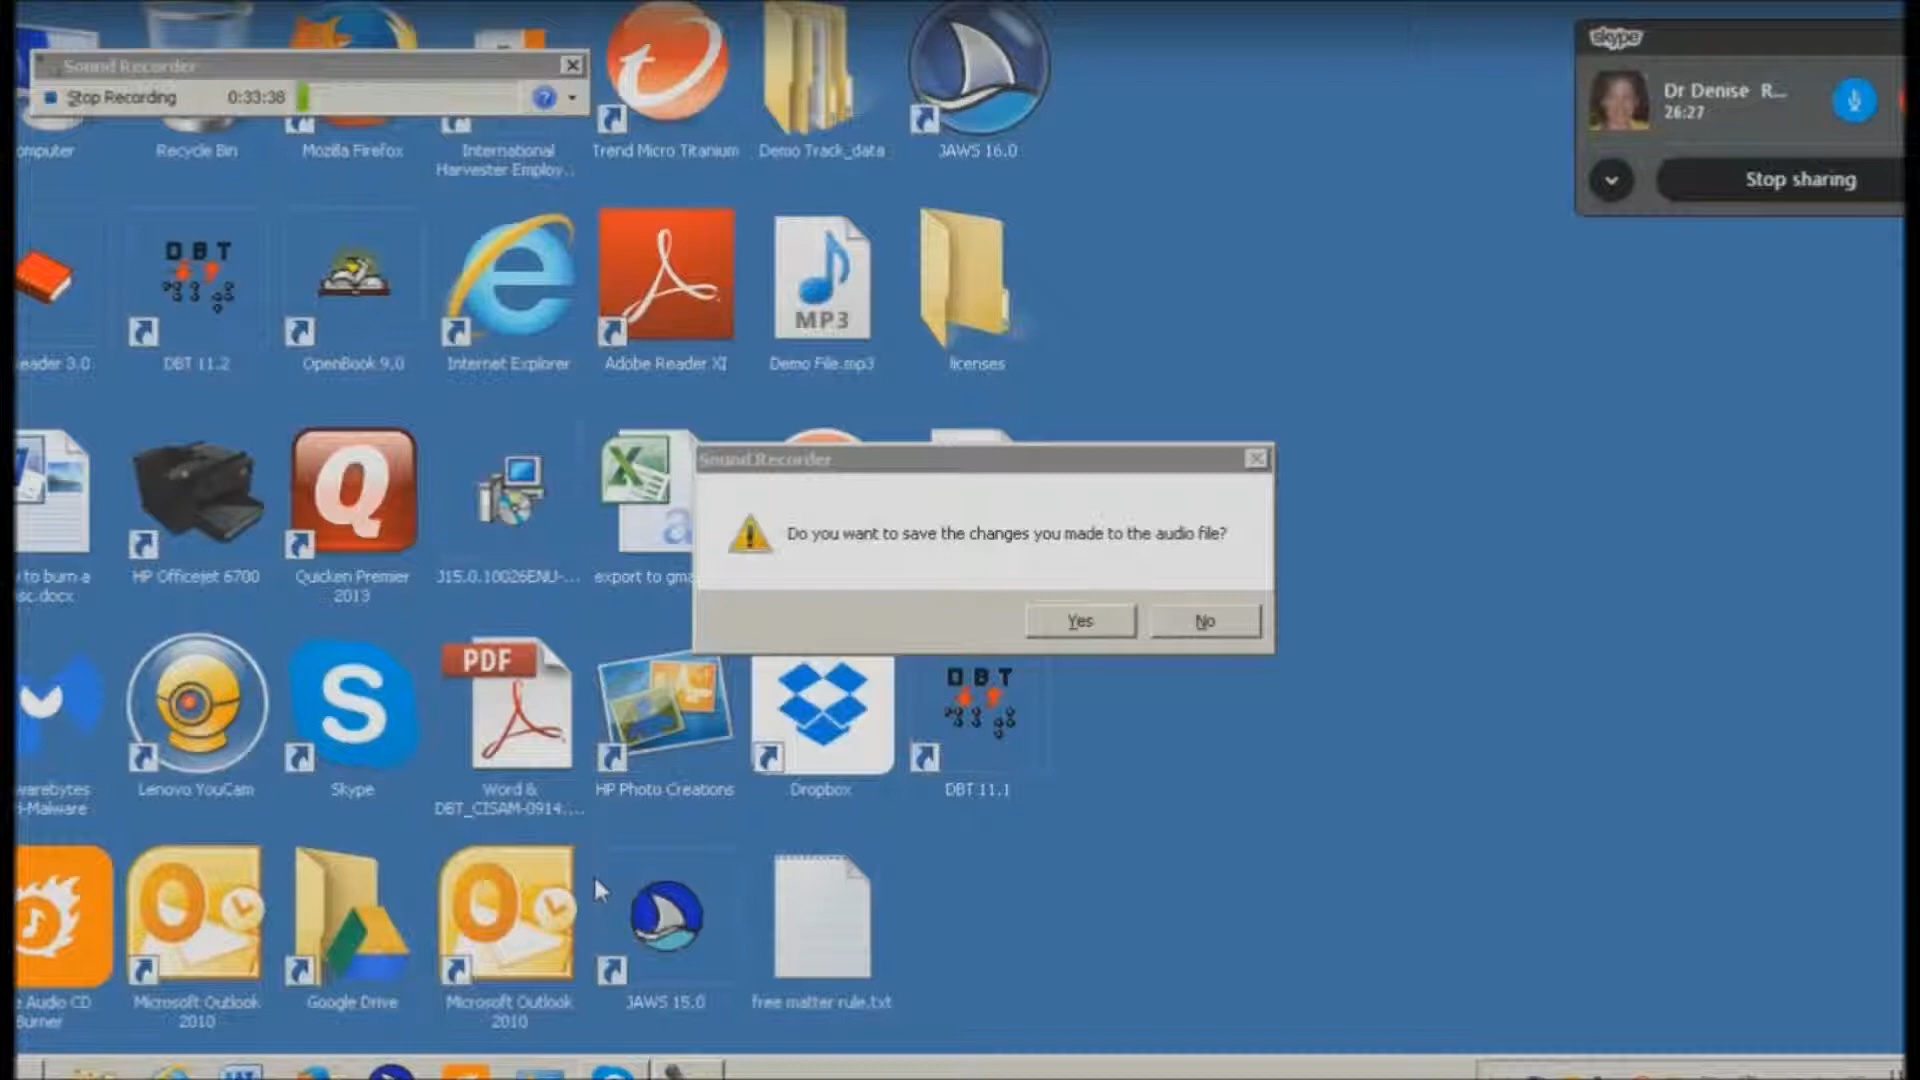 Sound Recorder
Stop Recording 0:33:38
skype
Dr Denise R...
26:27
Stop sharing
omputer
Recycle Bin
Mozilla Firefox
International
Harvester Employ...
Trend Micro Titanium
Demo Track_data
JAWS 16.0
DBT
MP3
eader 3.0
DBT 11.2
OpenBook 9.0
Internet Explorer
Adobe Reader XI
Demo File.mp3
licenses
Sound Recorder
Do you want to save the changes you made to the audio file?
Yes
No
to burn a
sc.docx
HP Officejet 6700
Quicken Premier
2013
J15.0.10026ENU-...
export to gma
PDF
DBT
warebytes
i-Malware
Lenovo YouCam
Skype
Word &
DBT_CISAM-0914....
HP Photo Creations
Dropbox
DBT 11.1
e Audio CD
Burner
Microsoft Outlook
2010
Google Drive
Microsoft Outlook
2010
JAWS 15.0
free matter rule.txt